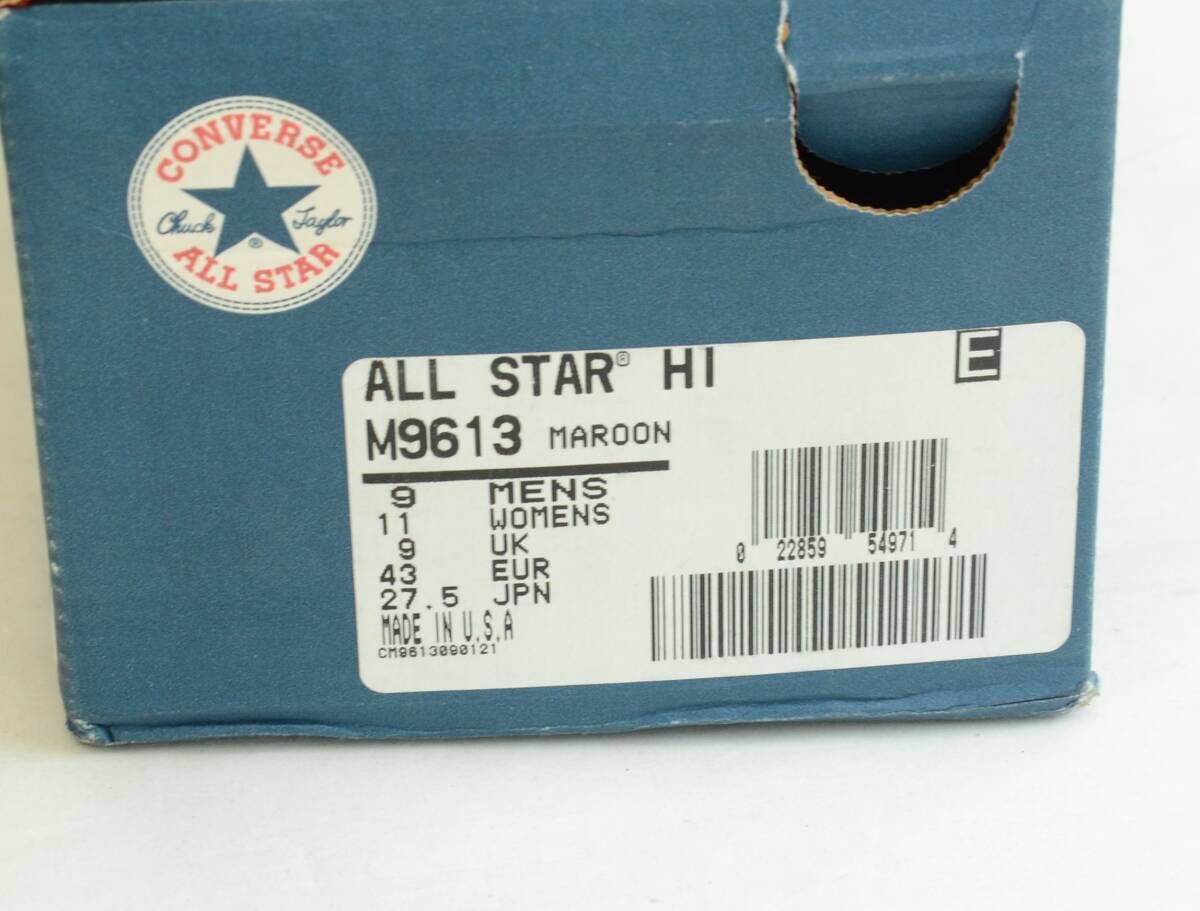 CONVERSE
Chuck Taylor
®
ALL STAR
ALL STAR® HI
E
M9613 MAROON
9 MENS
11 WOMENS
9 UK
43 EUR
27.5 JPN
MADE IN U.S.A
CM9613090121
0 22859 54971 4